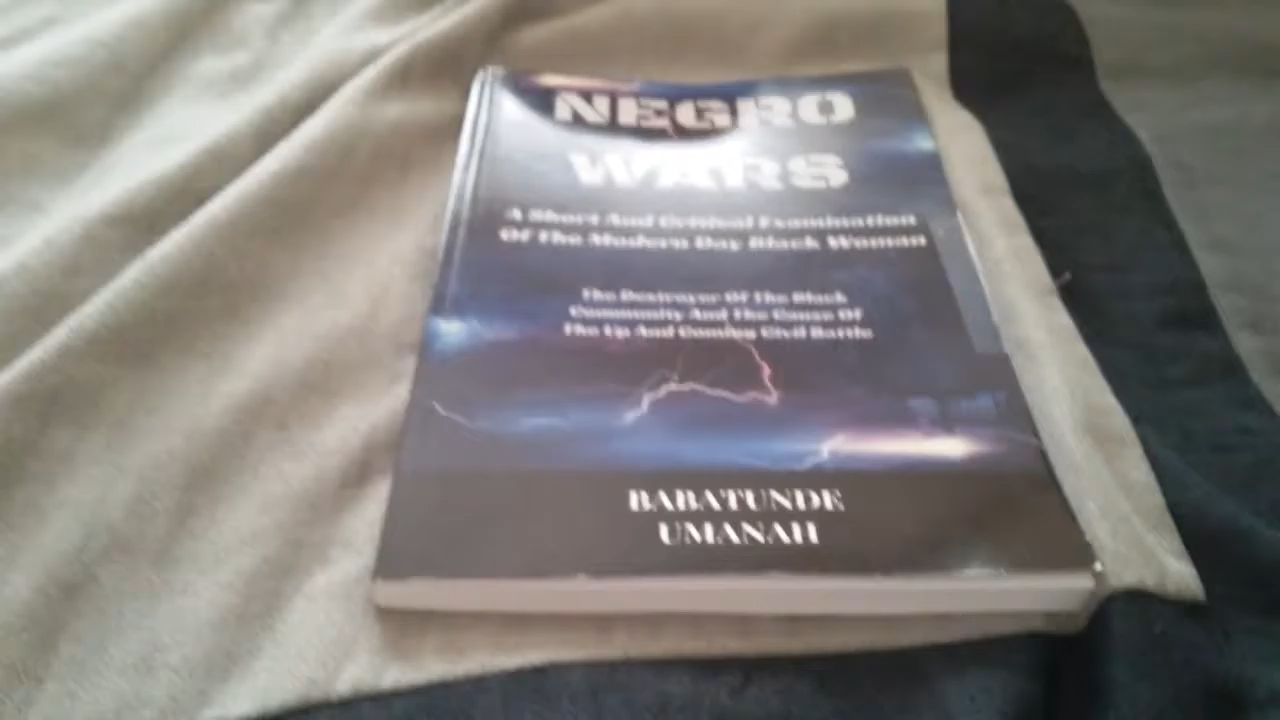 NEGRO
WARS
A Short And Critical Examination
Of The Modern Day Black Woman
The Destroyer Of The Black
Community And The Cause Of
The Up And Coming Civil Battle
BABATUNDE
UMANAH